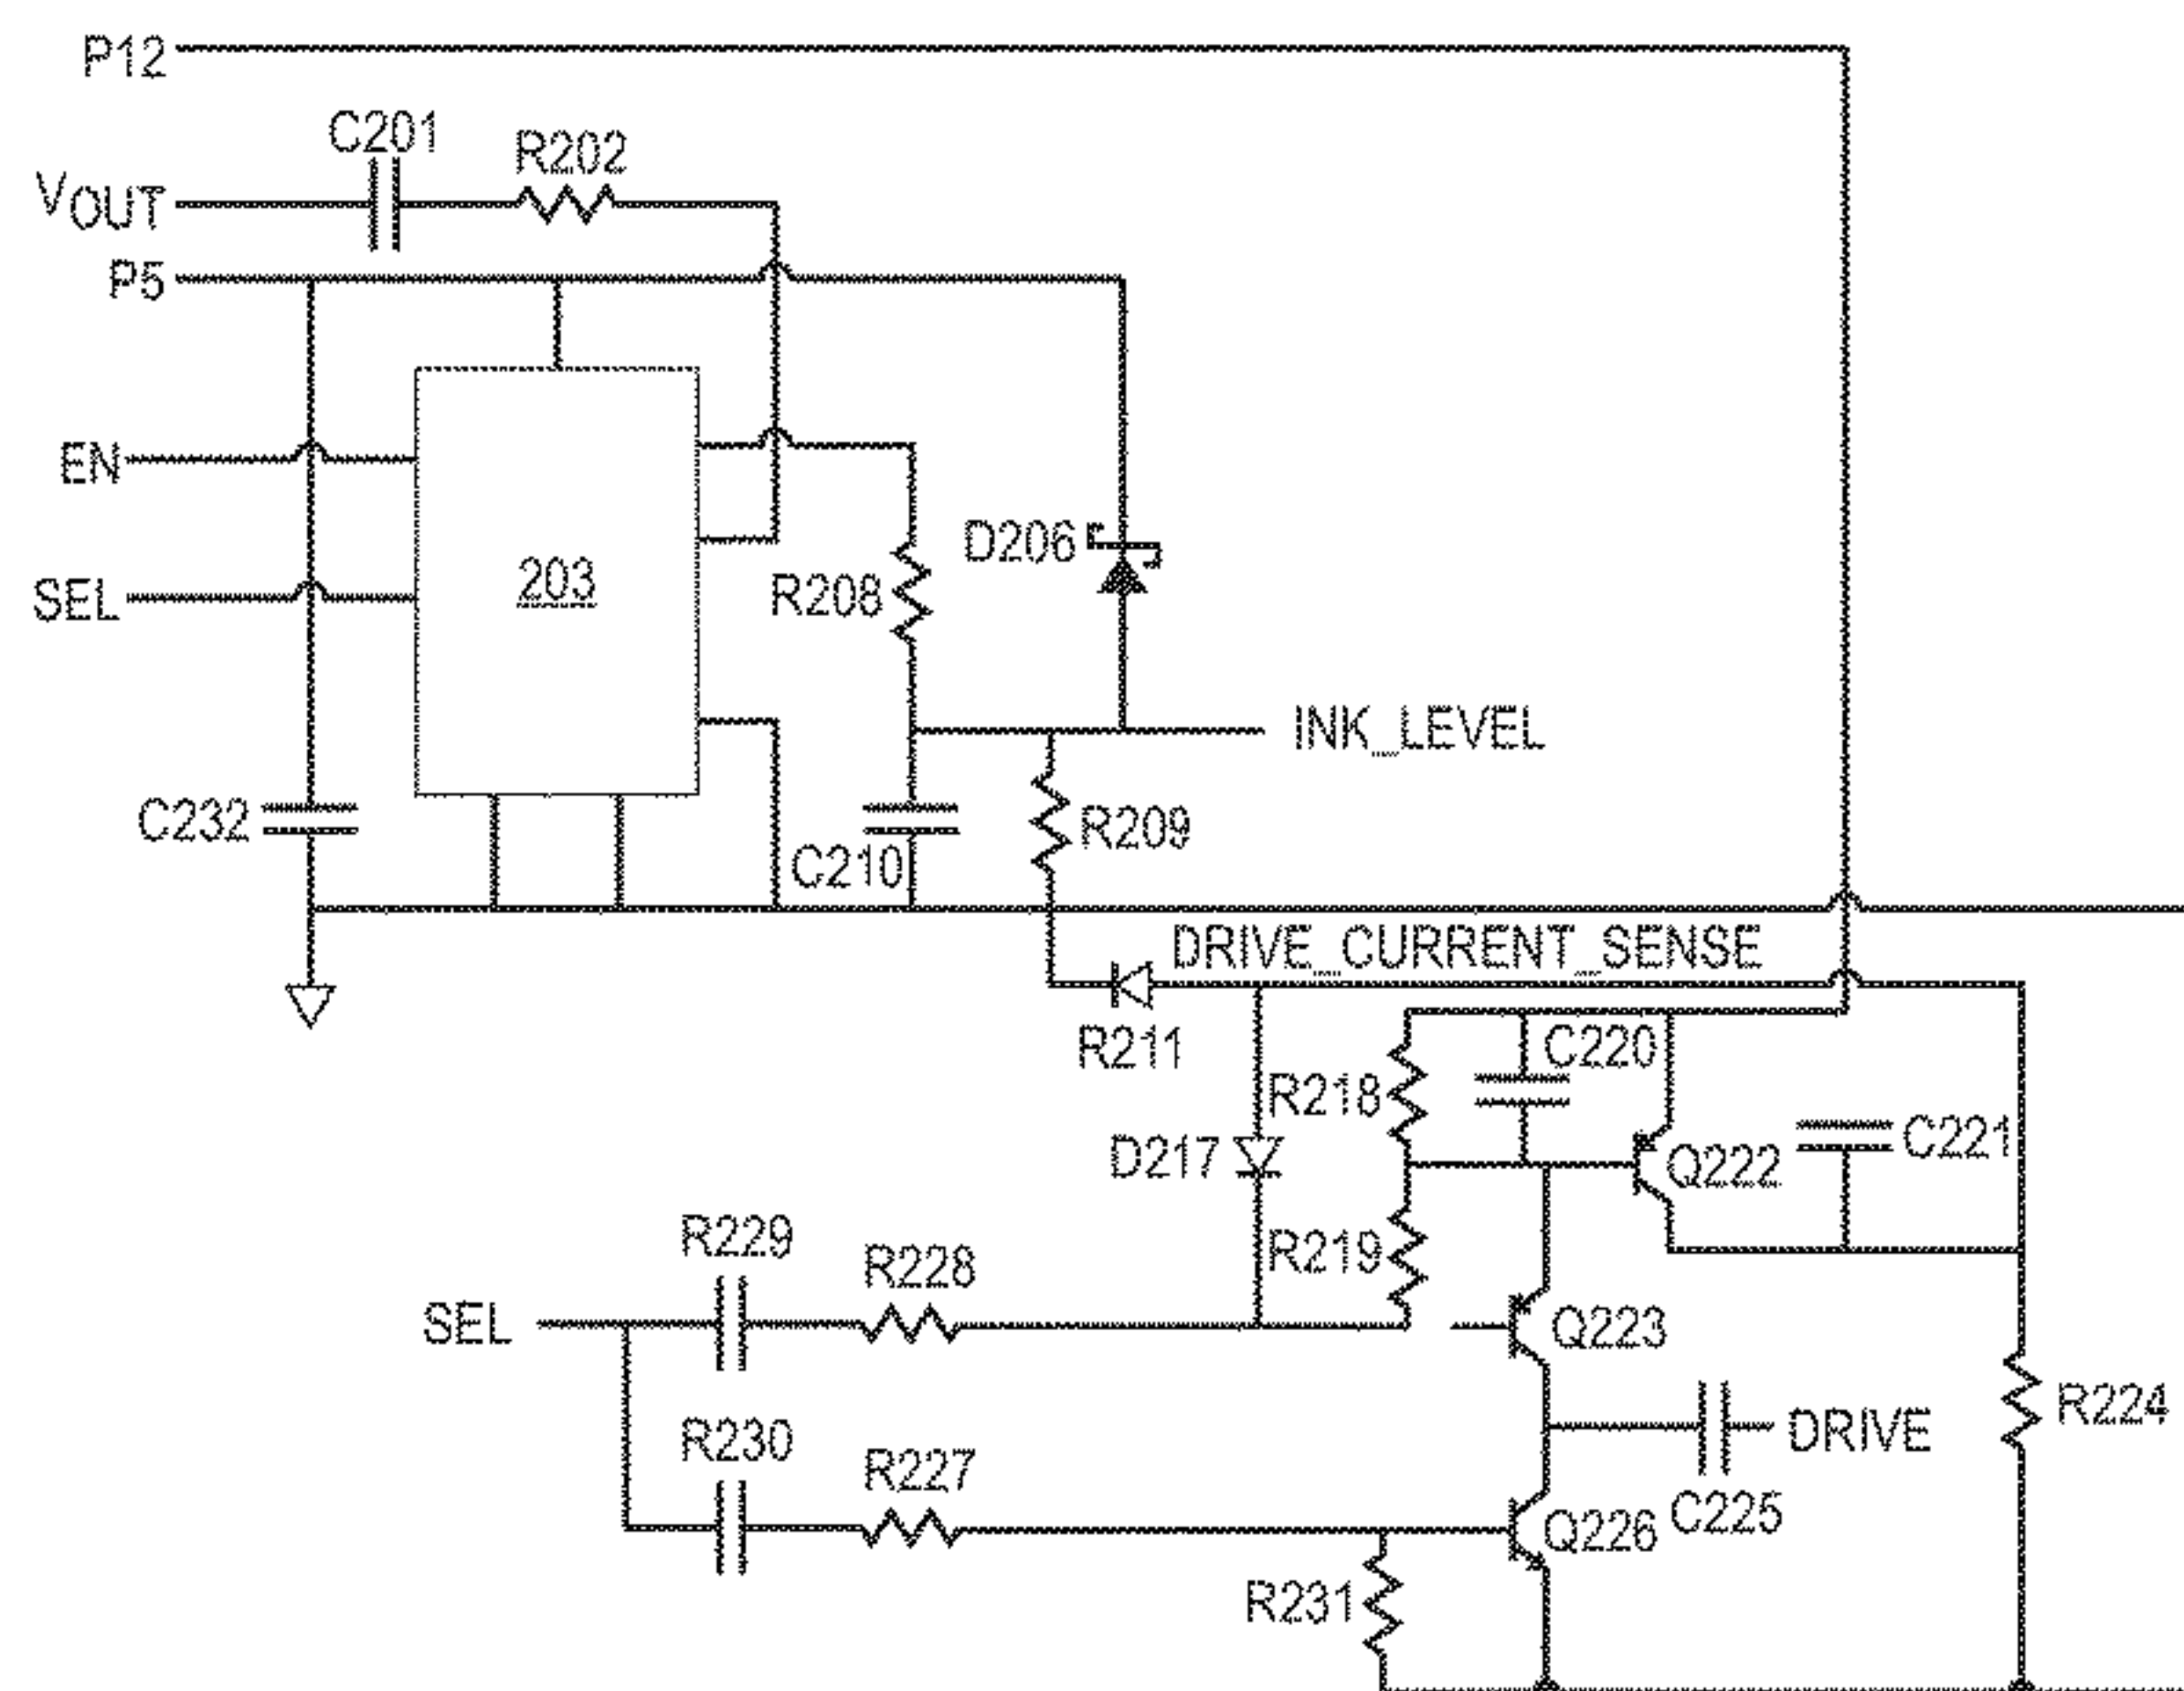 P12
C201
R202
VOUT
P5
EN
D206
203
R208
SEL
INK_LEVEL
C232
R209
C210
DRIVE_CURRENT_SENSE
R211
C220
R218
C221
D217
Q222
R229
R228
R219
SEL
Q223
R224
DRIVE
R230
R227
C225
Q226
R231